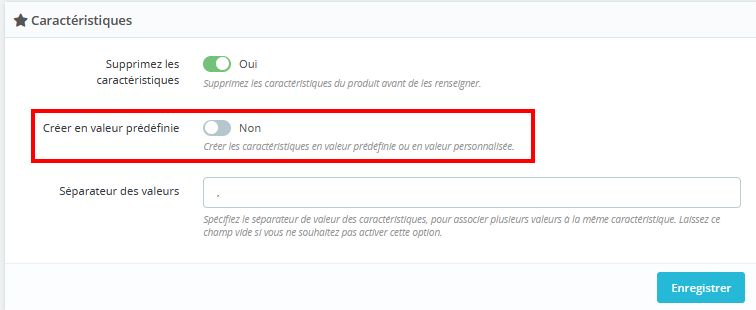 Caractéristiques
Supprimez les
caractéristiques
Oui
Supprimez les caractéristiques du produit avant de les renseigner.
Créer en valeur prédéfinie
Non
Créer les caractéristiques en valeur prédéfinie ou en valeur personnalisée.
Séparateur des valeurs
,
Spécifiez le séparateur de valeur des caractéristiques, pour associer plusieurs valeurs à la même caractéristique. Laissez ce
champ vide si vous ne souhaitez pas activer cette option.
Enregistrer